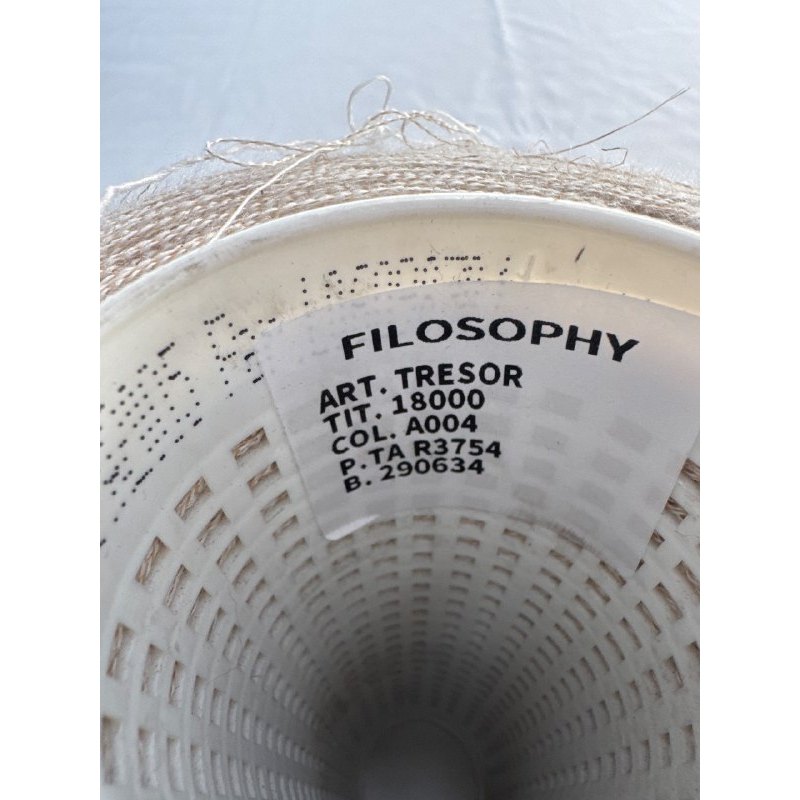 FILOSOPHY
ART. TRESOR
TIT. 18000
COL. A004
P.TA R3754
B. 290634